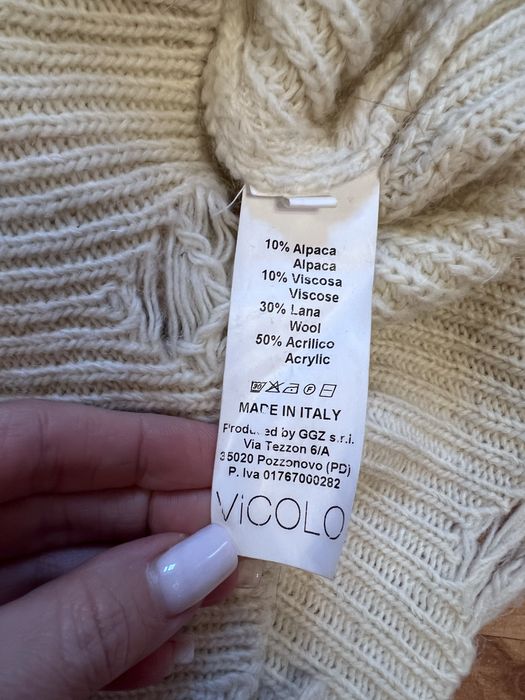 10% Alpaca
Alpaca
10% Viscosa
Viscose
30% Lana
Wool
50% Acrilico
Acrylic
30
MADE IN ITALY
by GGZ s.r.l.
Via Tezzon 6/A
35020 Pozzonovo (PD)
P. Iva 01767000282
ViCOLO